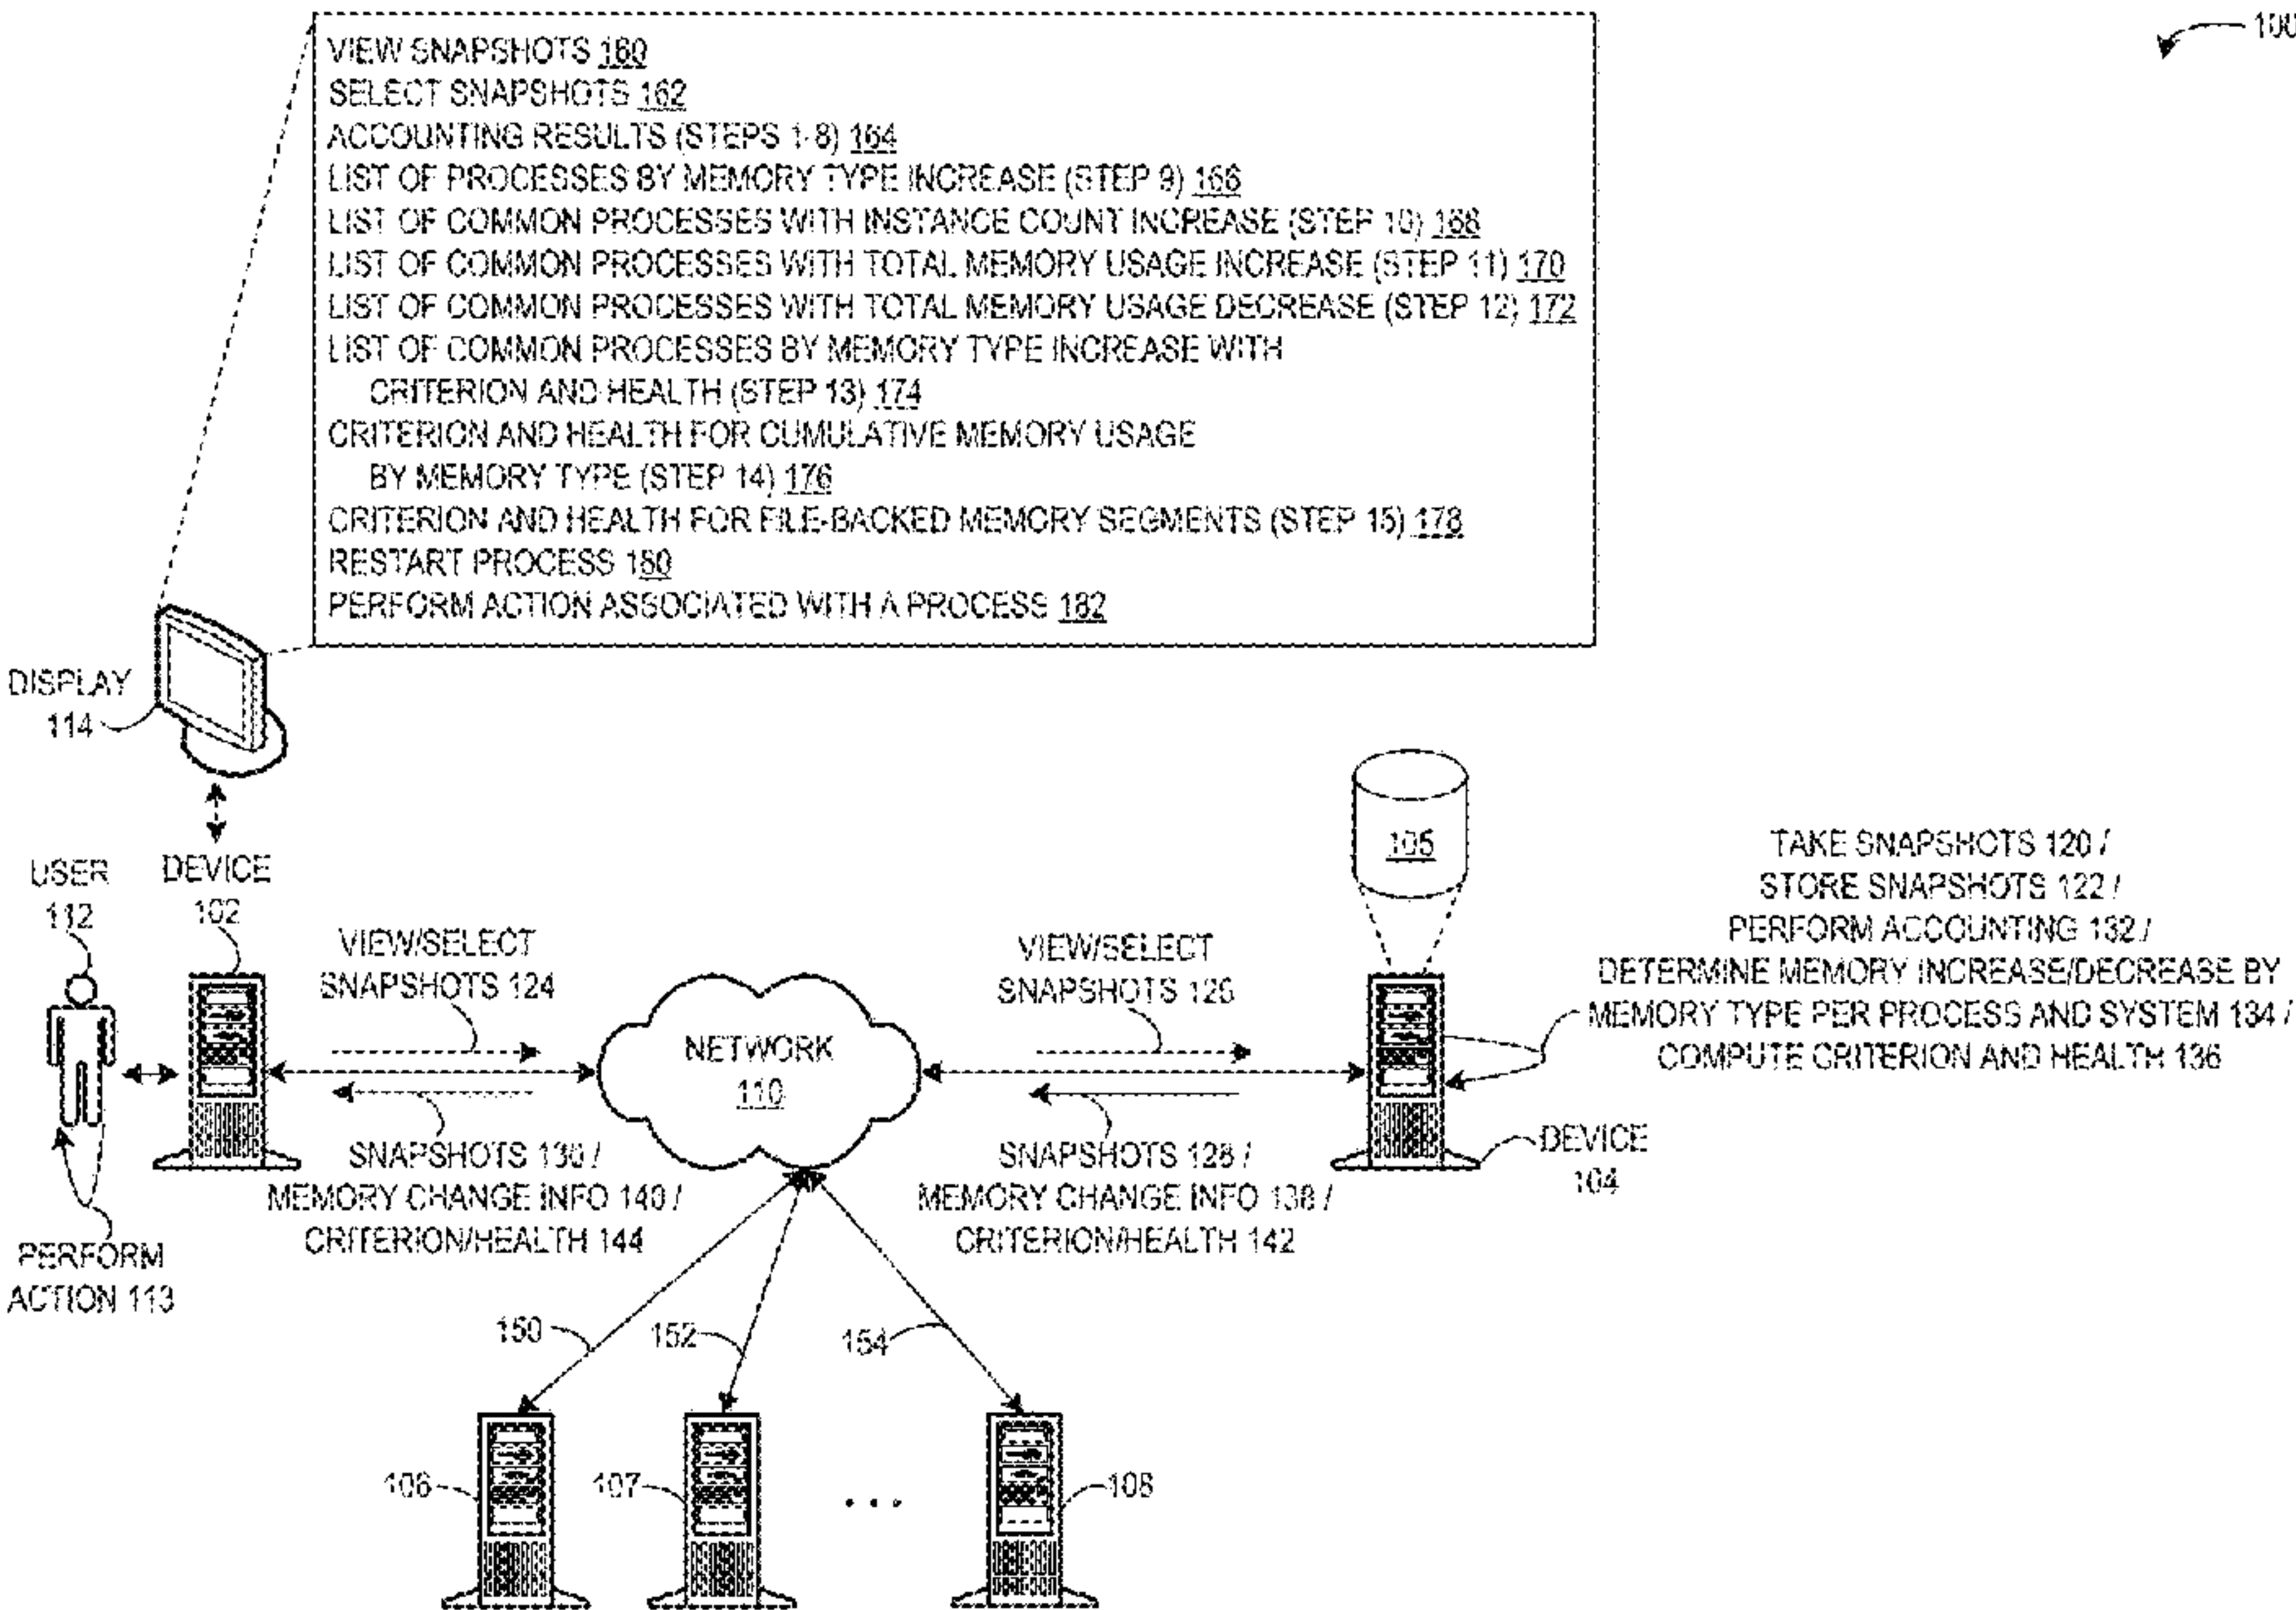 100
VIEW SNAPSHOTS 160
SELECT SNAPSHOTS 162
ACCOUNTING RESULTS (STEPS 1-8) 164
LIST OF PROCESSES BY MEMORY TYPE INCREASE (STEP 9) 166
LIST OF COMMON PROCESSES WITH INSTANCE COUNT INCREASE (STEP 10) 168
LIST OF COMMON PROCESSES WITH TOTAL MEMORY USAGE INCREASE (STEP 11) 170
LIST OF COMMON PROCESSES WITH TOTAL MEMORY USAGE DECREASE (STEP 12) 172
LIST OF COMMON PROCESSES BY MEMORY TYPE INCREASE WITH
CRITERION AND HEALTH (STEP 13) 174
CRITERION AND HEALTH FOR CUMULATIVE MEMORY USAGE
BY MEMORY TYPE (STEP 14) 176
CRITERION AND HEALTH FOR FILE-BACKED MEMORY SEGMENTS (STEP 15) 178
RESTART PROCESS 180
PERFORM ACTION ASSOCIATED WITH A PROCESS 182
DISPLAY
114
USER
112
DEVICE
102
VIEW/SELECT
SNAPSHOTS 124
NETWORK
110
VIEW/SELECT
SNAPSHOTS 126
105
TAKE SNAPSHOTS 120 /
STORE SNAPSHOTS 122 /
PERFORM ACCOUNTING 132 /
DETERMINE MEMORY INCREASE/DECREASE BY
MEMORY TYPE PER PROCESS AND SYSTEM 134 /
COMPUTE CRITERION AND HEALTH 136
DEVICE
104
SNAPSHOTS 130 /
MEMORY CHANGE INFO 140 /
CRITERION/HEALTH 144
SNAPSHOTS 128 /
MEMORY CHANGE INFO 138 /
CRITERION/HEALTH 142
PERFORM
ACTION 113
150
152
154
106
107
. . .
108